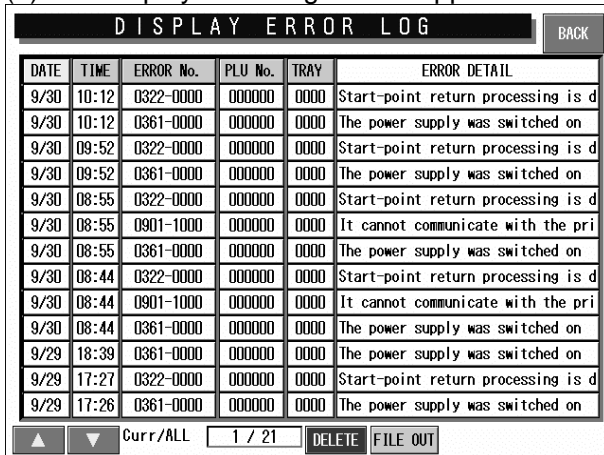 DISPLAY ERROR LOG BACK
DATE TIME ERROR No. PLU No. TRAY ERROR DETAIL
9/30 10:12 0322-0000 000000 0000 Start-point return processing is d
9/30 10:12 0361-0000 000000 0000 The power supply was switched on
9/30 09:52 0322-0000 000000 0000 Start-point return processing is d
9/30 09:52 0361-0000 000000 0000 The power supply was switched on
9/30 08:55 0322-0000 000000 0000 Start-point return processing is d
9/30 08:55 0901-1000 000000 0000 It cannot communicate with the pri
9/30 08:55 0361-0000 000000 0000 The power supply was switched on
9/30 08:44 0322-0000 000000 0000 Start-point return processing is d
9/30 08:44 0901-1000 000000 0000 It cannot communicate with the pri
9/30 08:44 0361-0000 000000 0000 The power supply was switched on
9/29 18:39 0361-0000 000000 0000 The power supply was switched on
9/29 17:27 0322-0000 000000 0000 Start-point return processing is d
9/29 17:26 0361-0000 000000 0000 The power supply was switched on
Curr/ALL 1 / 21 DELETE FILE OUT